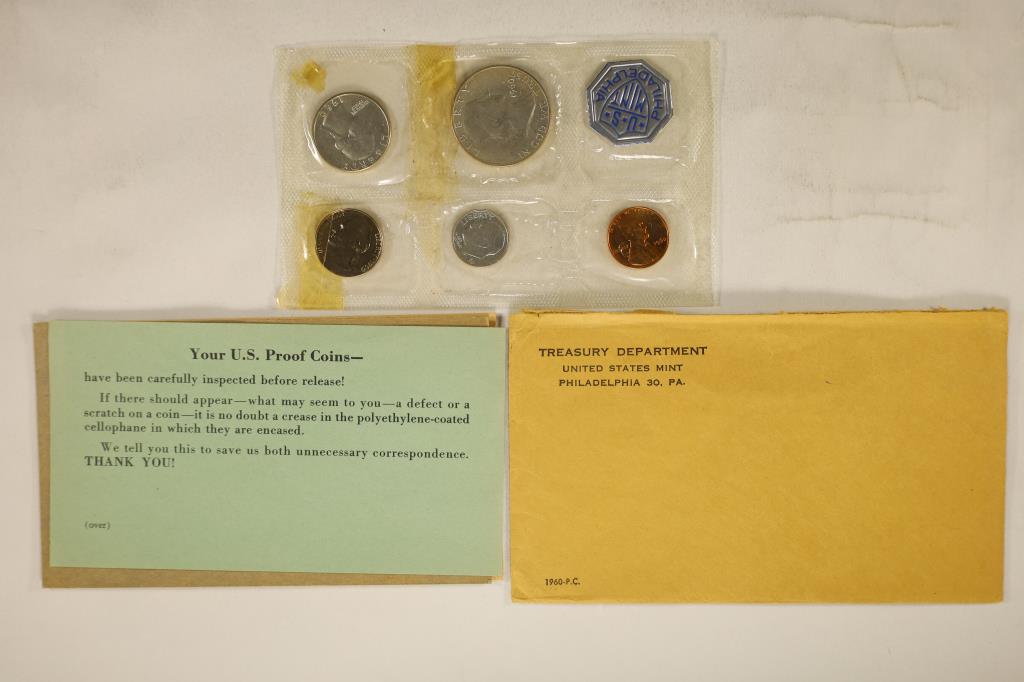 PHILADELPHIA
U.S.
MINT
LIBERTY
LIBERTY
Your U.S. Proof Coins—
have been carefully inspected before release!
If there should appear—what may seem to you—a defect or a
scratch on a coin—it is no doubt a crease in the polyethylene-coated
cellophane in which they are encased.
We tell you this to save us both unnecessary correspondence.
THANK YOU!
(over)
TREASURY DEPARTMENT
UNITED STATES MINT
PHILADELPHIA 30, PA.
1960-P.C.